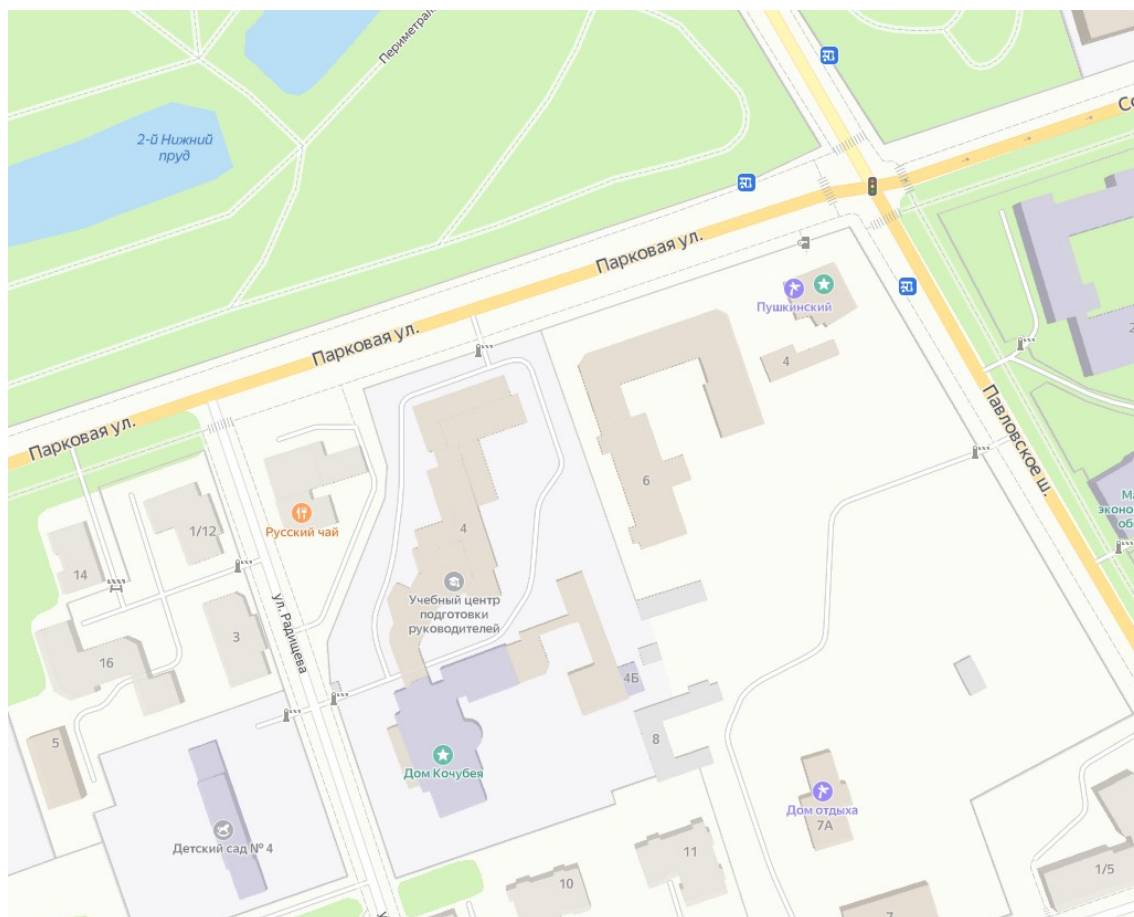 Периметрал
2-й Нижний
пруд
Парковая ул.
Пушкинский
4
Парковая ул.
Парковая ул.
Павловское ш.
6
4
1/12
Русский чай
14
Учебный центр
подготовки
руководителей
ул. Радищева
3
16
4Б
8
5
Дом Кочубея
Дом отдыха
7А
Детский сад № 4
11
10
1/5
7